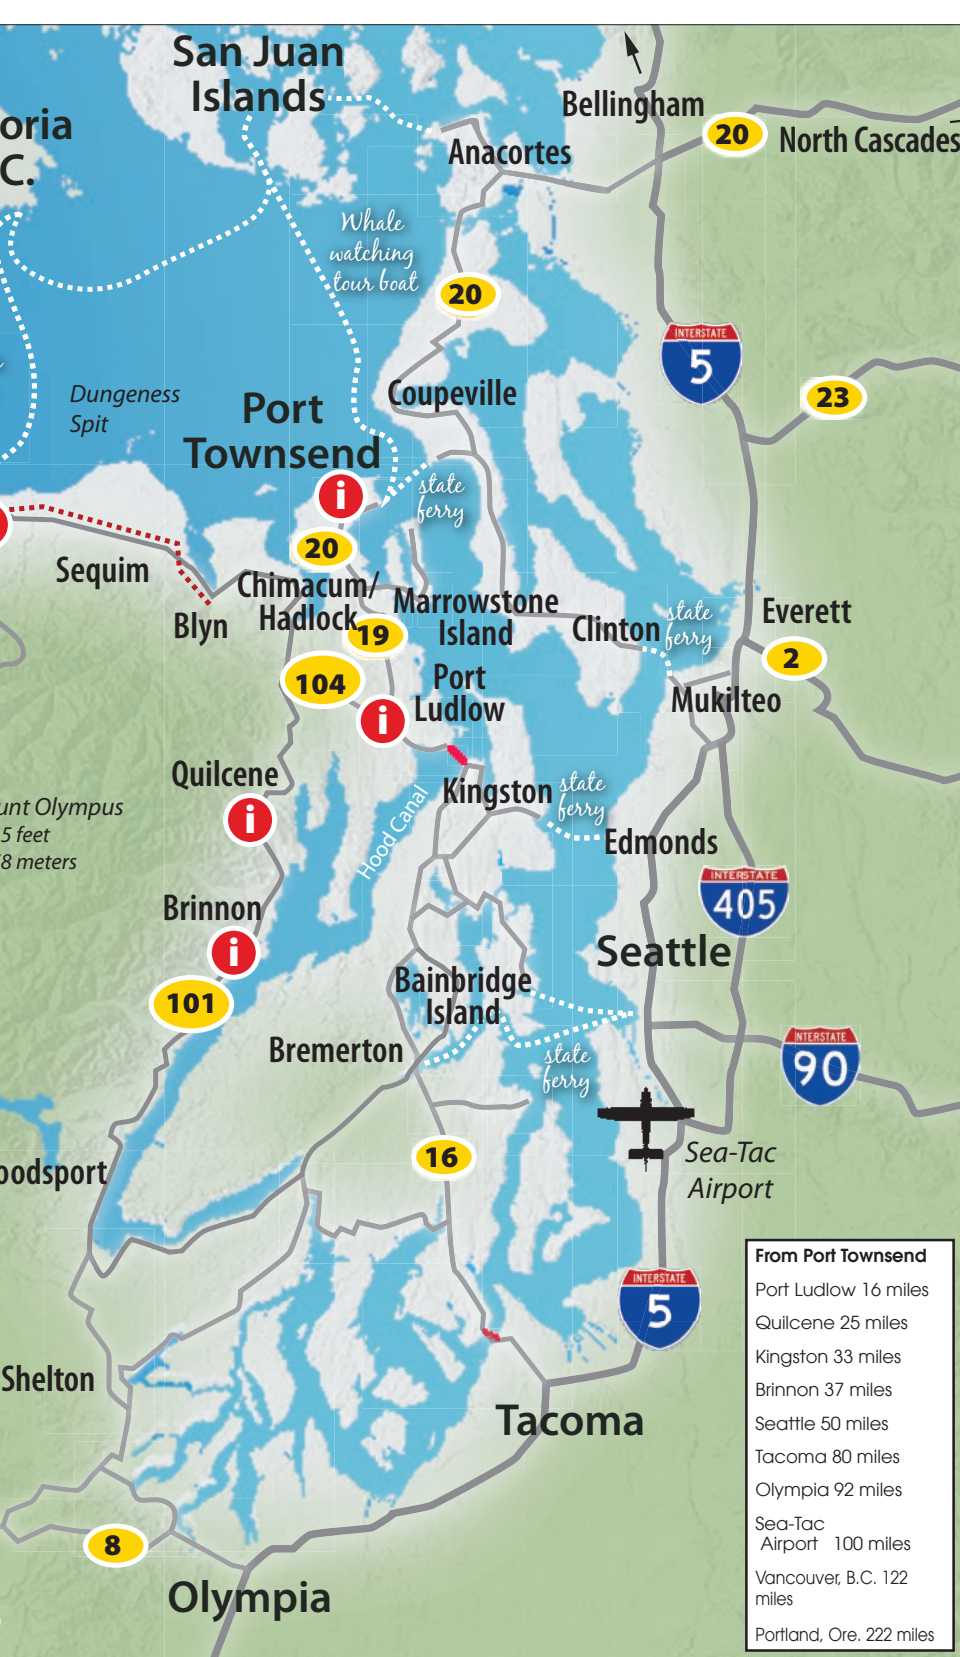 San Juan
Islands
oria
C.
Bellingham
20
North Cascades
Anacortes
Whale
watching
tour boat
20
INTERSTATE
5
23
Dungeness
Spit
Coupeville
Port
Townsend
i
state
ferry
20
Sequim
Chimacum/
Hadlock
Blyn
19
Marrowstone
Island
Clinton
state
ferry
Everett
2
104
i
Port
Ludlow
Mukilteo
Quilcene
i
Kingston
state
ferry
Edmonds
Hood Canal
unt Olympus
5 feet
8 meters
INTERSTATE
405
Brinnon
i
101
Seattle
Bainbridge
Island
Bremerton
state
ferry
INTERSTATE
90
16
Sea-Tac
Airport
oodsport
INTERSTATE
5
Shelton
Tacoma
8
Olympia
From Port Townsend
Port Ludlow 16 miles
Quilcene 25 miles
Kingston 33 miles
Brinnon 37 miles
Seattle 50 miles
Tacoma 80 miles
Olympia 92 miles
Sea-Tac
Airport 100 miles
Vancouver, B.C. 122
miles
Portland, Ore. 222 miles